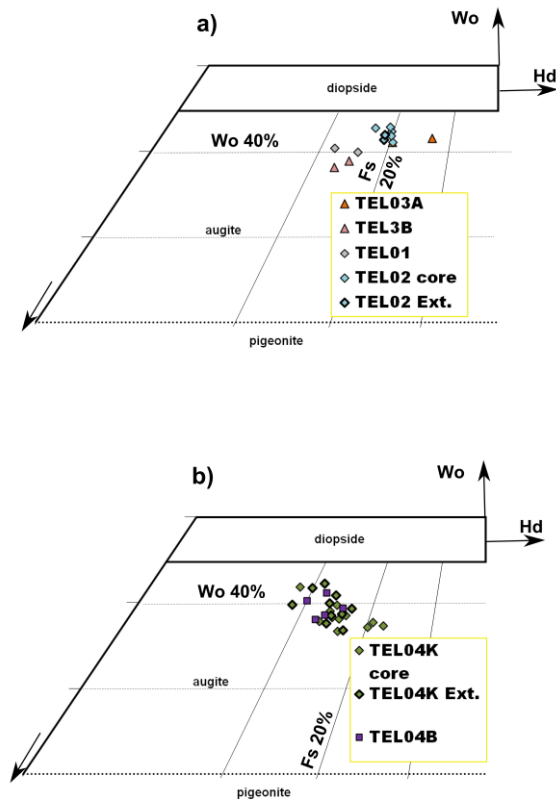 a)
Wo
Hd
diopside
Wo 40%
Fs
20%
augite
TEL03A
TEL3B
TEL01
TEL02 core
TEL02 Ext.
pigeonite
b)
Wo
Hd
diopside
Wo 40%
augite
Fs 20%
TEL04K
core
TEL04K Ext.
TEL04B
pigeonite